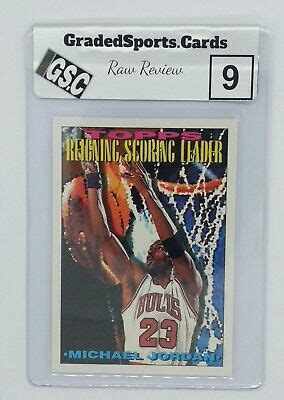 GradedSports.Cards
GSC
Raw Review
9
TOPPS
REIGNING SCORING LEADER
BULLS
23
•MICHAEL JORDAN•